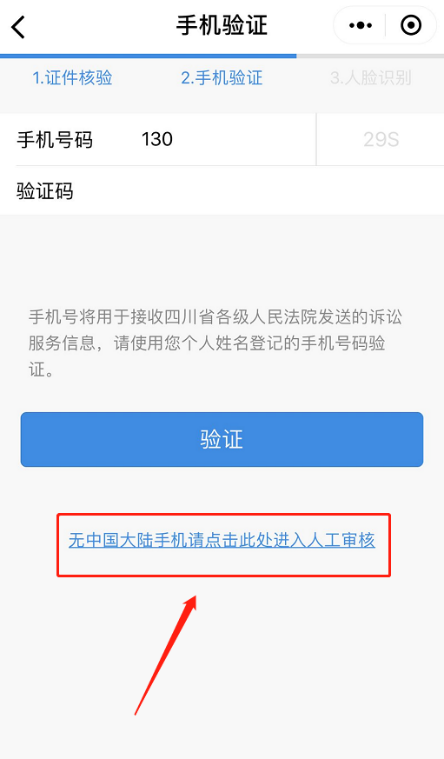 手机验证
1.证件核验 2.手机验证 3.人脸识别
手机号码 130 29S
验证码
手机号将用于接收四川省各级人民法院发送的诉讼
服务信息，请使用您个人姓名登记的手机号码验
证。
验证
无中国大陆手机请点击此处进入人工审核